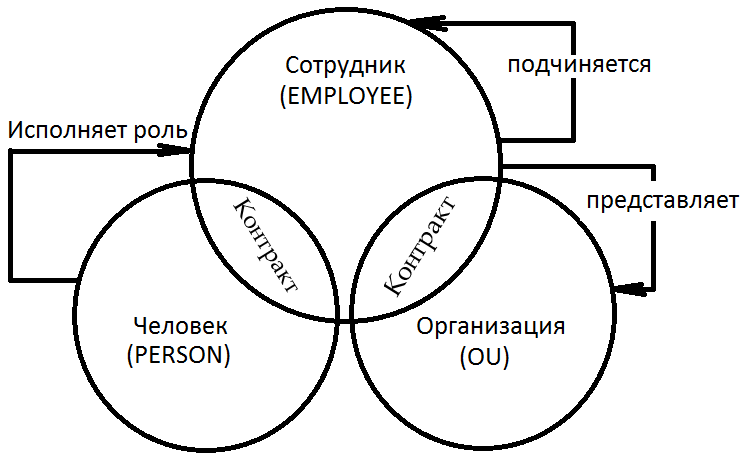 Сотрудник
(EMPLOYEE)
подчиняется
Исполняет роль
представляет
Контракт
Контракт
Человек
(PERSON)
Организация
(OU)